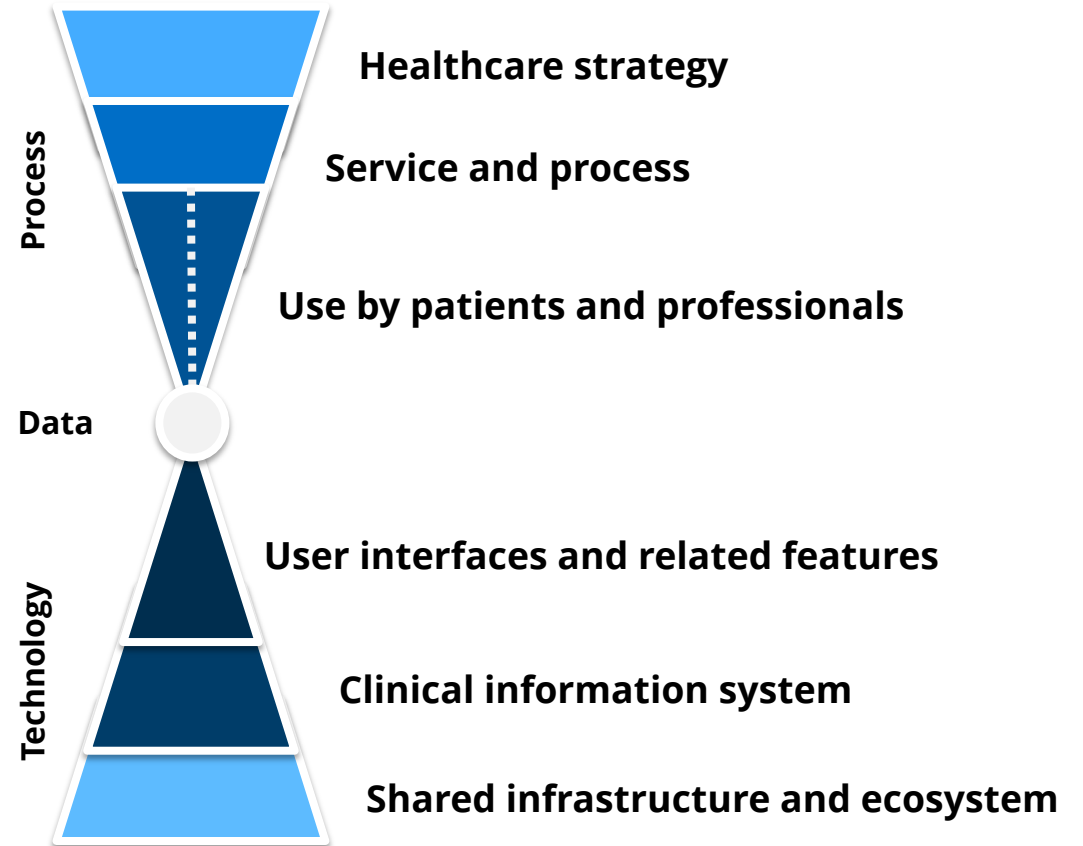 Healthcare strategy
Service and process
Process
Use by patients and professionals
Data
User interfaces and related features
Technology
Clinical information system
Shared infrastructure and ecosystem